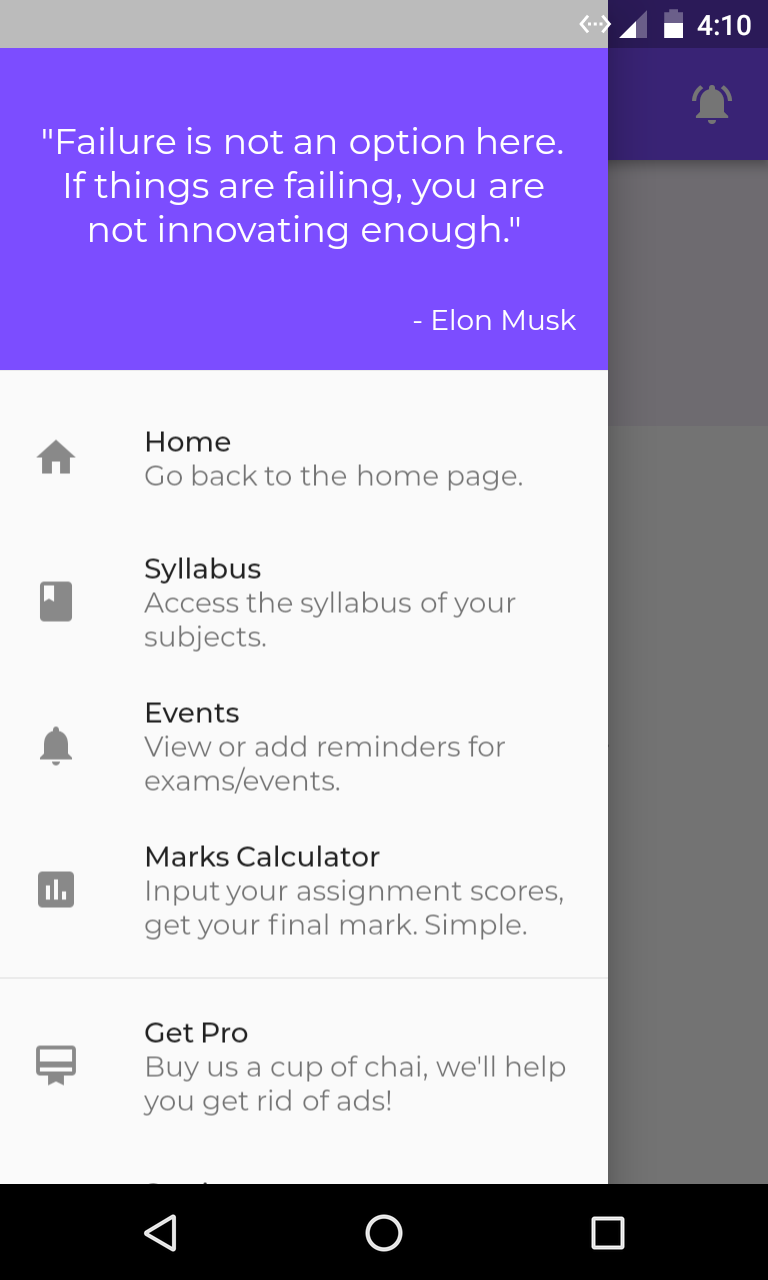 4:10
"Failure is not an option here.
If things are failing, you are
not innovating enough."
- Elon Musk
Home
Go back to the home page.
Syllabus
Access the syllabus of your
subjects.
Events
View or add reminders for
exams/events.
Marks Calculator
Input your assignment scores,
get your final mark. Simple.
Get Pro
Buy us a cup of chai, we'll help
you get rid of ads!